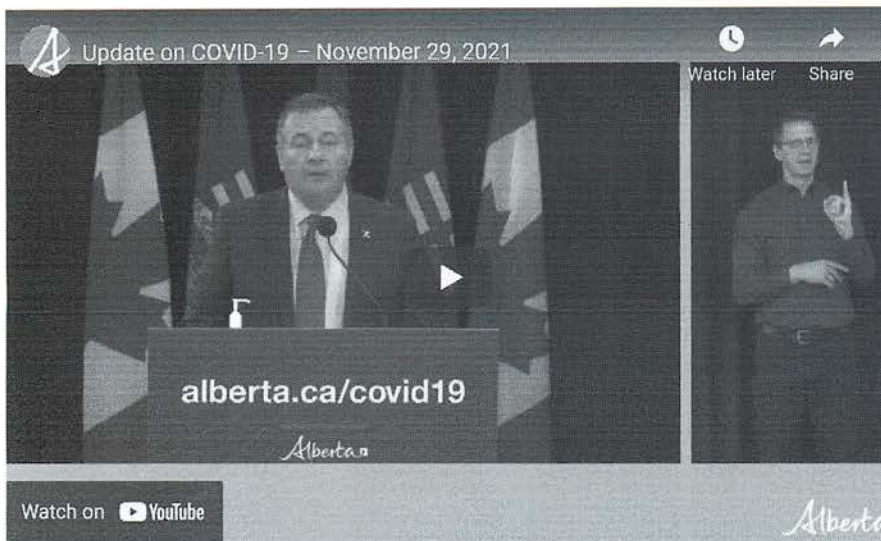 Update on COVID-19 – November 29, 2021
Watch later
Share
alberta.ca/covid19
Alberta
Watch on YouTube
Alberta